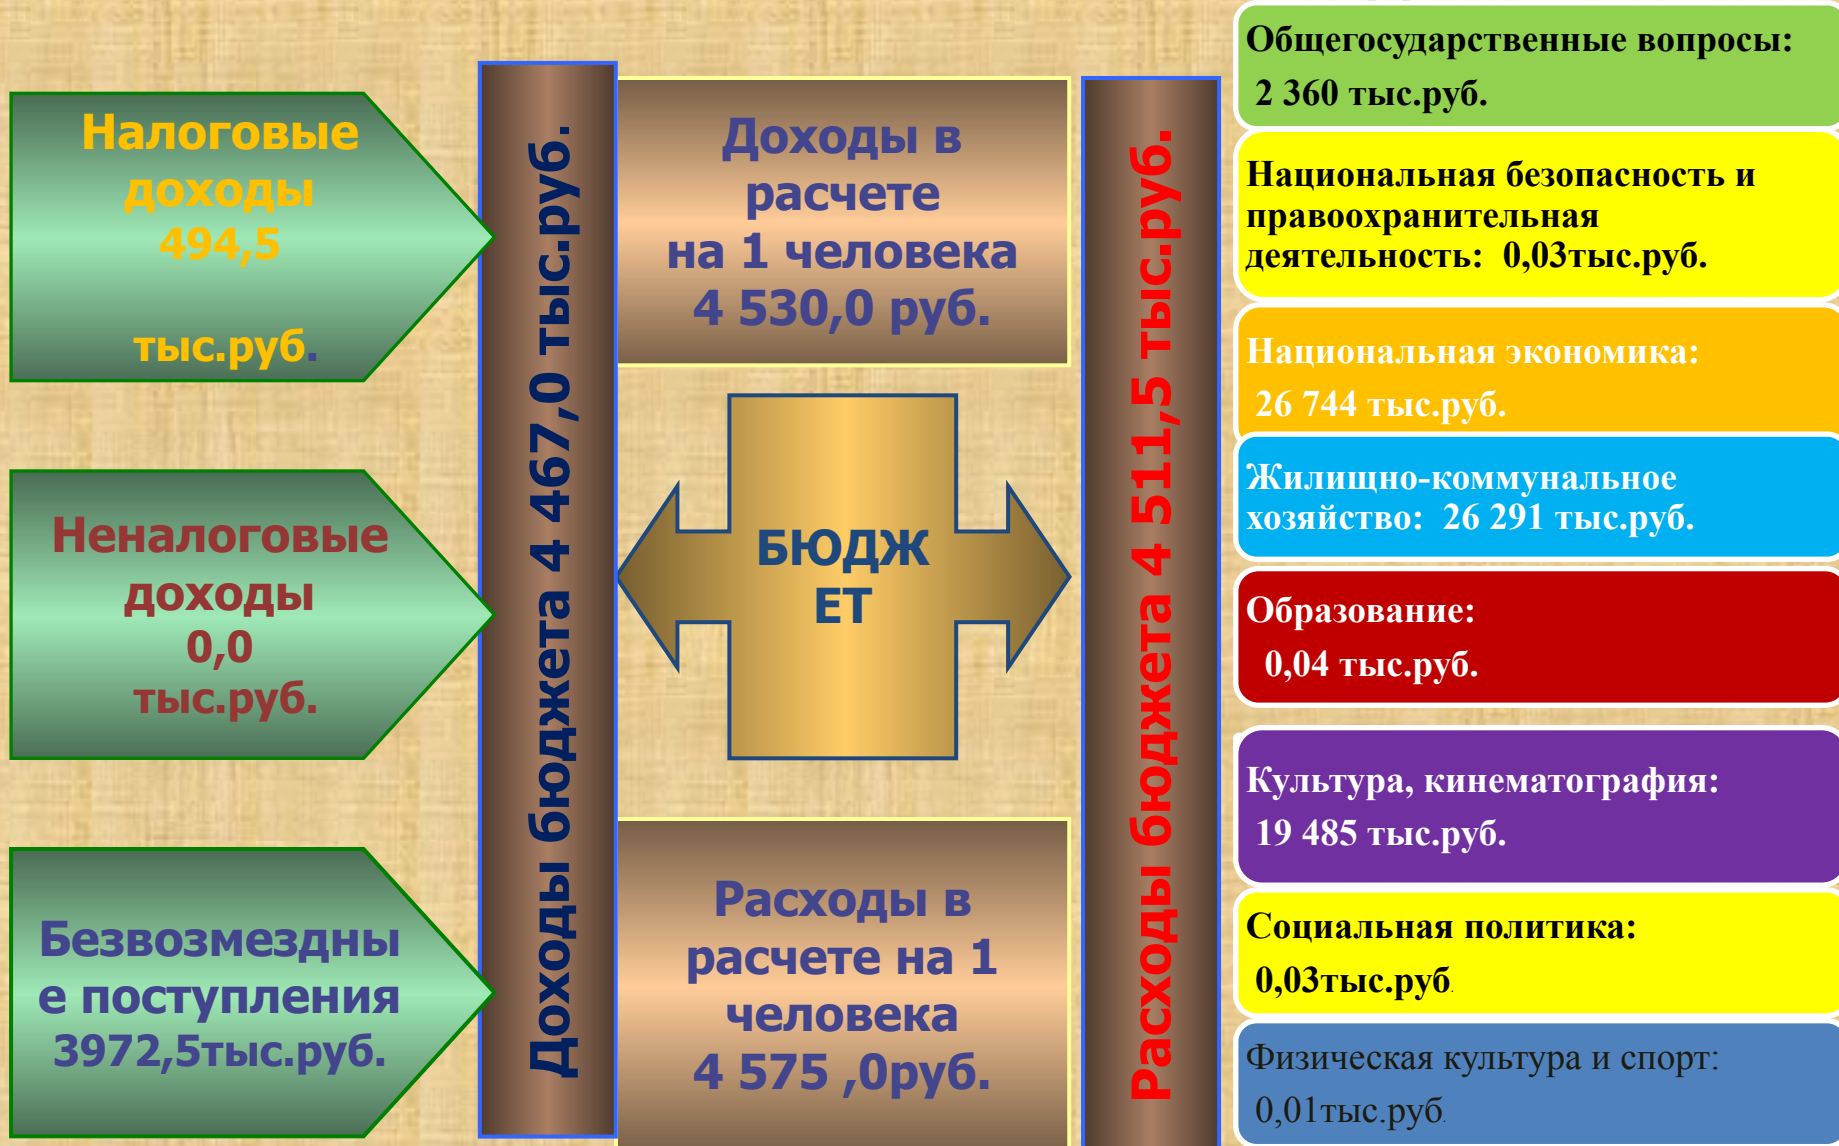 Налоговые
доходы
494,5
тыс.руб.
Неналоговые
доходы
0,0
тыс.руб.
Безвозмездны
е поступления
3972,5тыс.руб.
Доходы бюджета 4 467,0 тыс.руб.
Доходы в
расчете
на 1 человека
4 530,0 руб.
БЮДЖ
ЕТ
Расходы в
расчете на 1
человека
4 575 ,0руб.
Расходы бюджета 4 511,5 тыс.руб.
Общегосударственные вопросы:
2 360 тыс.руб.
Национальная безопасность и
правоохранительная
деятельность: 0,03тыс.руб.
Национальная экономика:
26 744 тыс.руб.
Жилищно-коммунальное
хозяйство: 26 291 тыс.руб.
Образование:
0,04 тыс.руб.
Культура, кинематография:
19 485 тыс.руб.
Социальная политика:
0,03тыс.руб.
Физическая культура и спорт:
0,01тыс.руб.